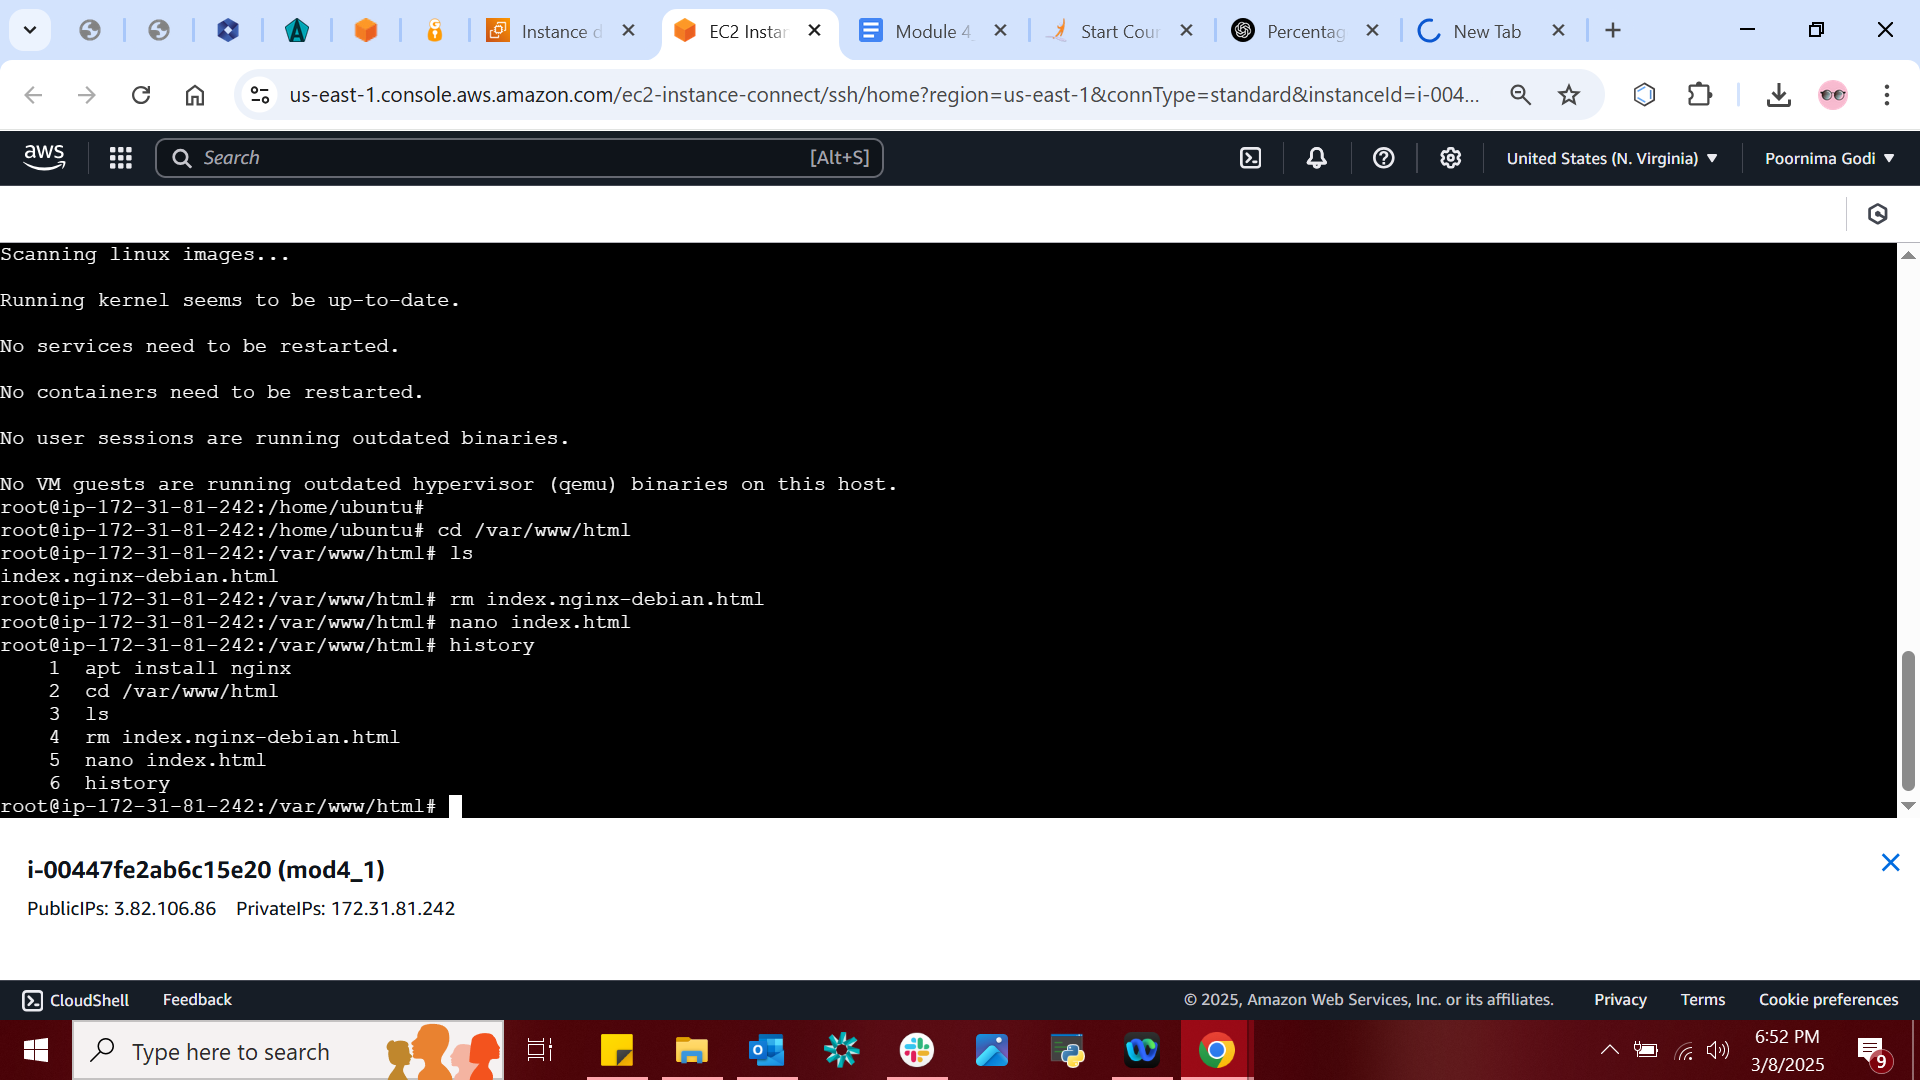 Instance d
EC2 Instar
Module 4_
Start Cour
Percentag
New Tab
us-east-1.console.aws.amazon.com/ec2-instance-connect/ssh/home?region=us-east-1&connType=standard&instanceId=i-004...
aws
Search
[Alt+S]
United States (N. Virginia)
Poornima Godi
Scanning linux images...
Running kernel seems to be up-to-date.
No services need to be restarted.
No containers need to be restarted.
No user sessions are running outdated binaries.
No VM guests are running outdated hypervisor (qemu) binaries on this host.
root@ip-172-31-81-242:/home/ubuntu#
root@ip-172-31-81-242:/home/ubuntu# cd /var/www/html
root@ip-172-31-81-242:/var/www/html# ls
index.nginx-debian.html
root@ip-172-31-81-242:/var/www/html# rm index.nginx-debian.html
root@ip-172-31-81-242:/var/www/html# nano index.html
root@ip-172-31-81-242:/var/www/html# history
1 apt install nginx
2 cd /var/www/html
3 ls
4 rm index.nginx-debian.html
5 nano index.html
6 history
root@ip-172-31-81-242:/var/www/html#
i-00447fe2ab6c15e20 (mod4_1)
PublicIPs: 3.82.106.86 PrivateIPs: 172.31.81.242
CloudShell
Feedback
© 2025, Amazon Web Services, Inc. or its affiliates.
Privacy
Terms
Cookie preferences
Type here to search
6:52 PM
3/8/2025
9